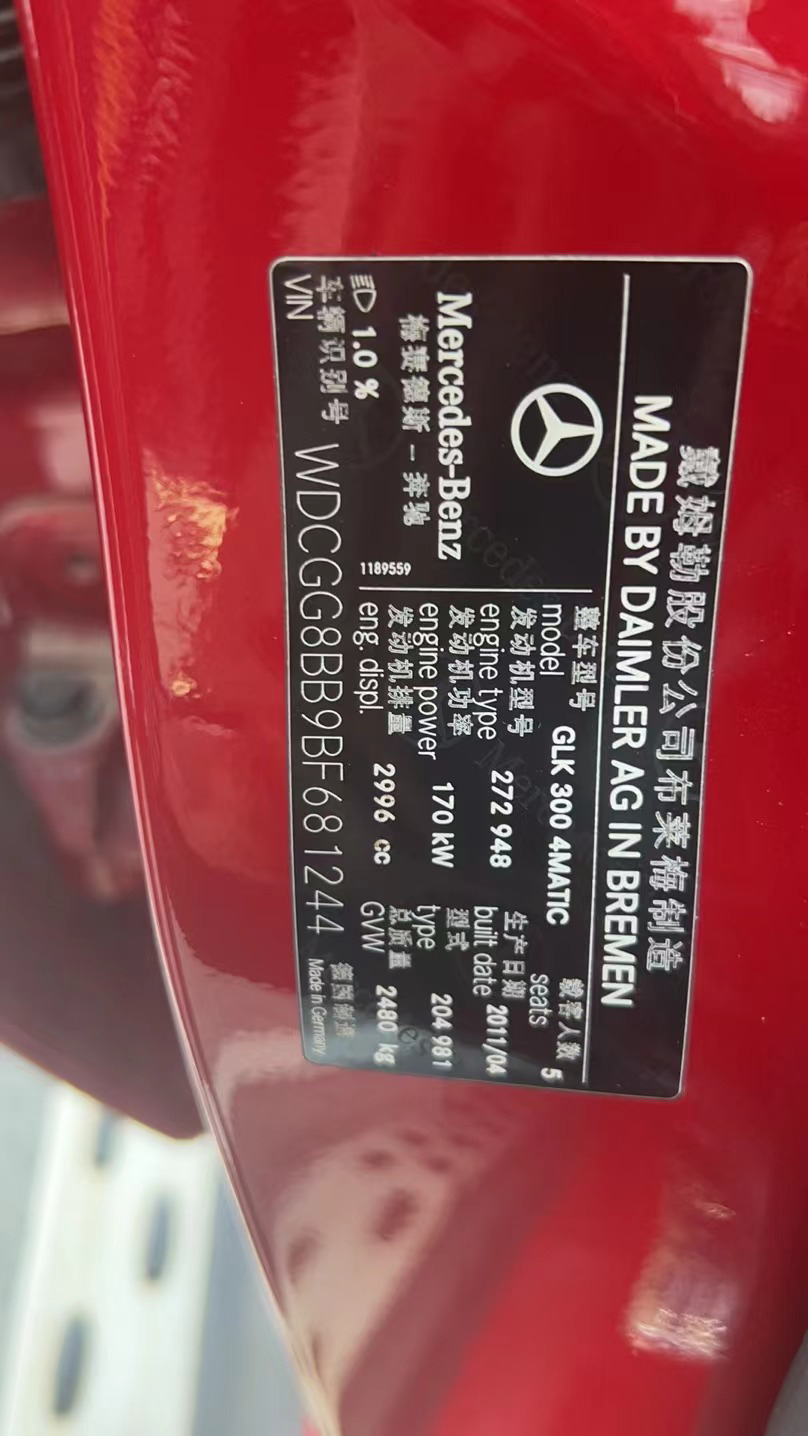 戴姆勒股份公司布莱梅制造
MADE BY DAIMLER AG IN BREMEN
Mercedes-Benz
梅赛德斯－奔驰
1.0 %
1189559
整车型号
model GLK 300 4MATIC
载客人数
seats 5
发动机型号
engine type 272 948
生产日期
built date 2011/04
发动机功率
engine power 170 kW
型式
type 204 981
发动机排量
eng. displ. 2996 cc
总质量
GVW 2480 kg
车辆识别号
VIN WDCGG8BB9BF681244
德国制造
Made in Germany